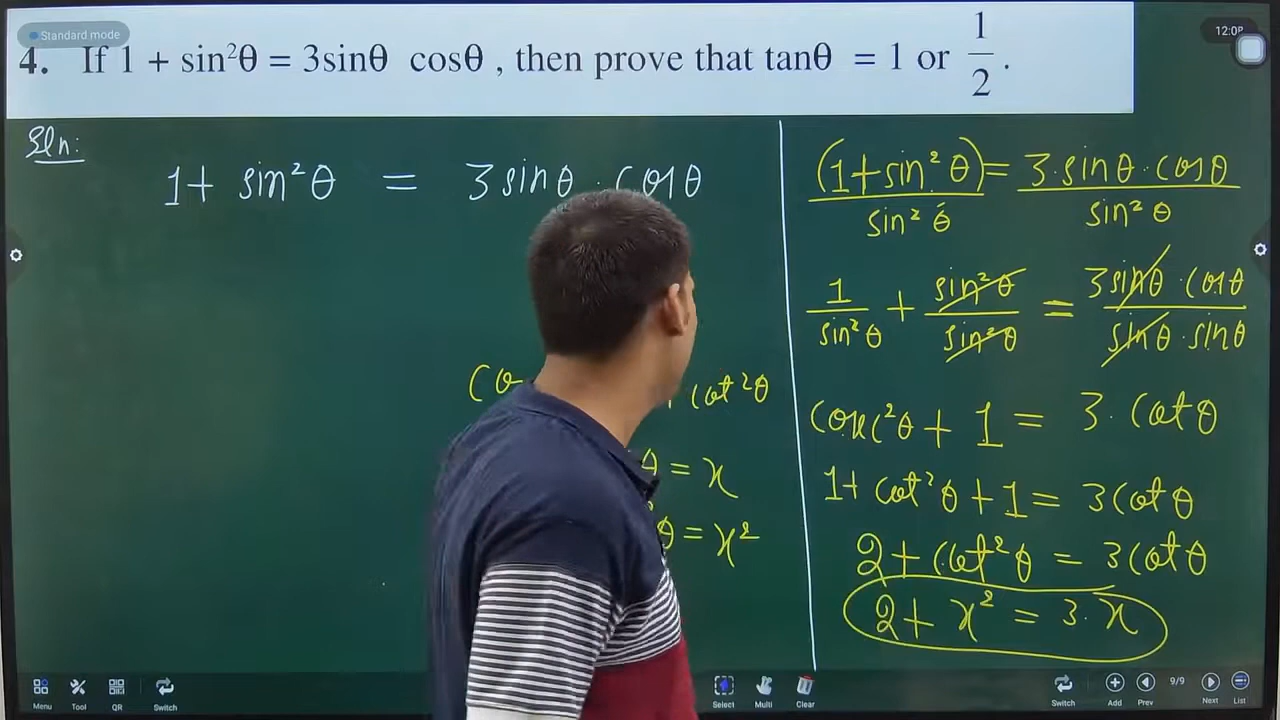 Standard mode
12:08
4. If 1 + sin²θ = 3sinθ cosθ , then prove that tanθ = 1 or 1/2 .
Sln:
1 + sin²θ = 3 sinθ · cosθ
cot²θ
θ = x
θ = x²
(1 + sin²θ)/sin²θ = 3·sinθ·cosθ/sin²θ
1/sin²θ + sin²θ/sin²θ = 3sinθ·cosθ/sinθ·sinθ
cosec²θ + 1 = 3·cotθ
1 + cot²θ + 1 = 3cotθ
2 + cot²θ = 3cotθ
2 + x² = 3·x
Menu Tool QR Switch Select Multi Clear Switch Add Prev 9/9 Next List